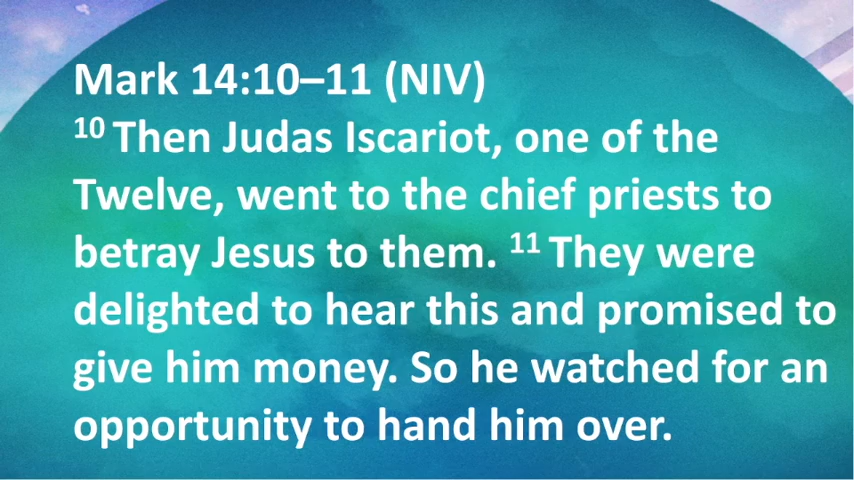 Mark 14:10–11 (NIV)
10 Then Judas Iscariot, one of the
Twelve, went to the chief priests to
betray Jesus to them. 11 They were
delighted to hear this and promised to
give him money. So he watched for an
opportunity to hand him over.